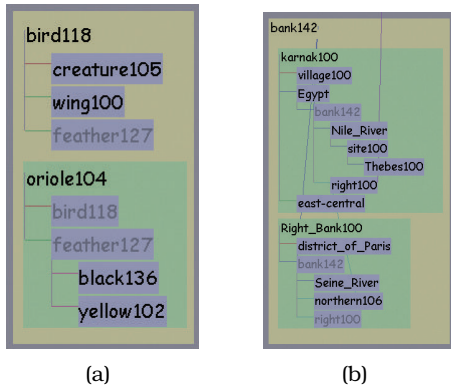 bird118
creature105
wing100
feather127
oriole104
bird118
feather127
black136
yellow102
(a)
bank142
karnak100
village100
Egypt
bank142
Nile_River
site100
Thebes100
right100
east-central
Right_Bank100
district_of_Paris
bank142
Seine_River
northern106
right100
(b)